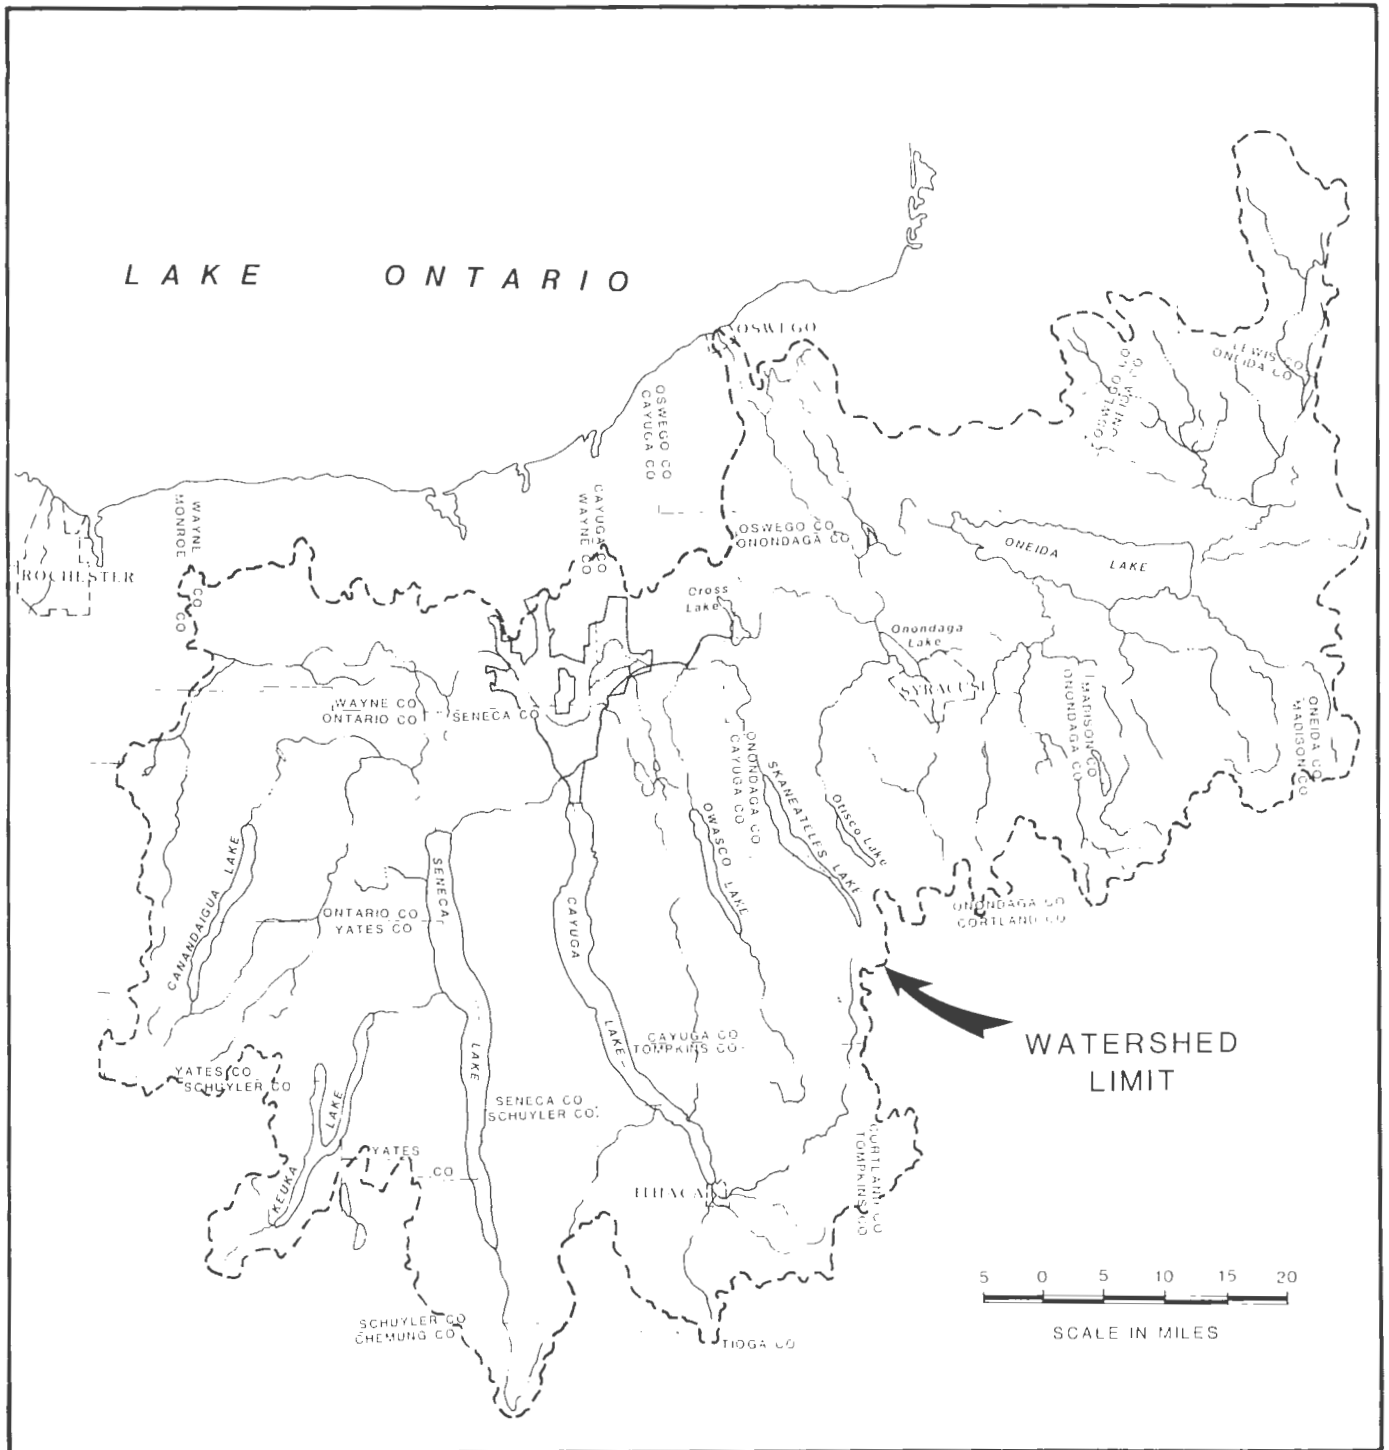 LAKE ONTARIO
OSWEGO
LEWIS CO
ONEIDA CO
OSWEGO CO
ONEIDA CO
OSWEGO CO
CAYUGA CO
WAYNE CO
MONROE CO
CAYUGA CO
WAYNE CO
OSWEGO CO
ONONDAGA CO
ONEIDA LAKE
ROCHESTER
Cross
Lake
Onondaga
Lake
SYRACUSE
WAYNE CO
ONTARIO CO
SENECA CO
MADISON CO
ONONDAGA CO
ONEIDA CO
MADISON CO
ONONDAGA CO
CAYUGA CO
SKANEATELES LAKE
Otisco Lake
OWASCO LAKE
CANANDAIGUA LAKE
SENECA LAKE
CAYUGA LAKE
ONTARIO CO
YATES CO
ONONDAGA CO
CORTLAND CO
WATERSHED
LIMIT
CAYUGA CO
TOMPKINS CO
YATES CO
SCHUYLER CO
SENECA CO
SCHUYLER CO
KEUKA LAKE
YATES CO
CORTLAND CO
TOMPKINS CO
ITHACA
SCHUYLER CO
CHEMUNG CO
TIOGA CO
5 0 5 10 15 20
SCALE IN MILES